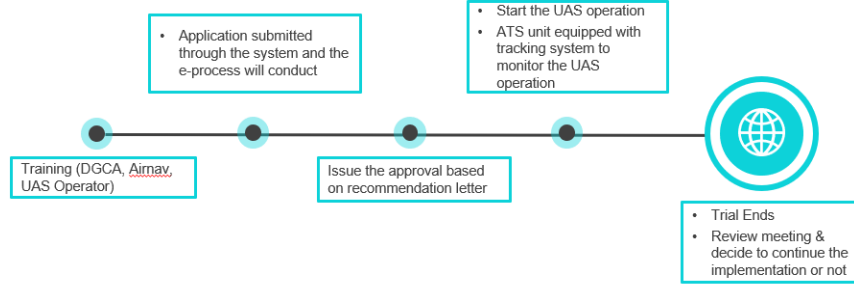 • Application submitted
through the system and the
e-process will conduct
• Start the UAS operation
• ATS unit equipped with
tracking system to
monitor the UAS
operation
Training (DGCA, Airnav,
UAS Operator)
Issue the approval based
on recommendation letter
• Trial Ends
• Review meeting &
decide to continue the
implementation or not